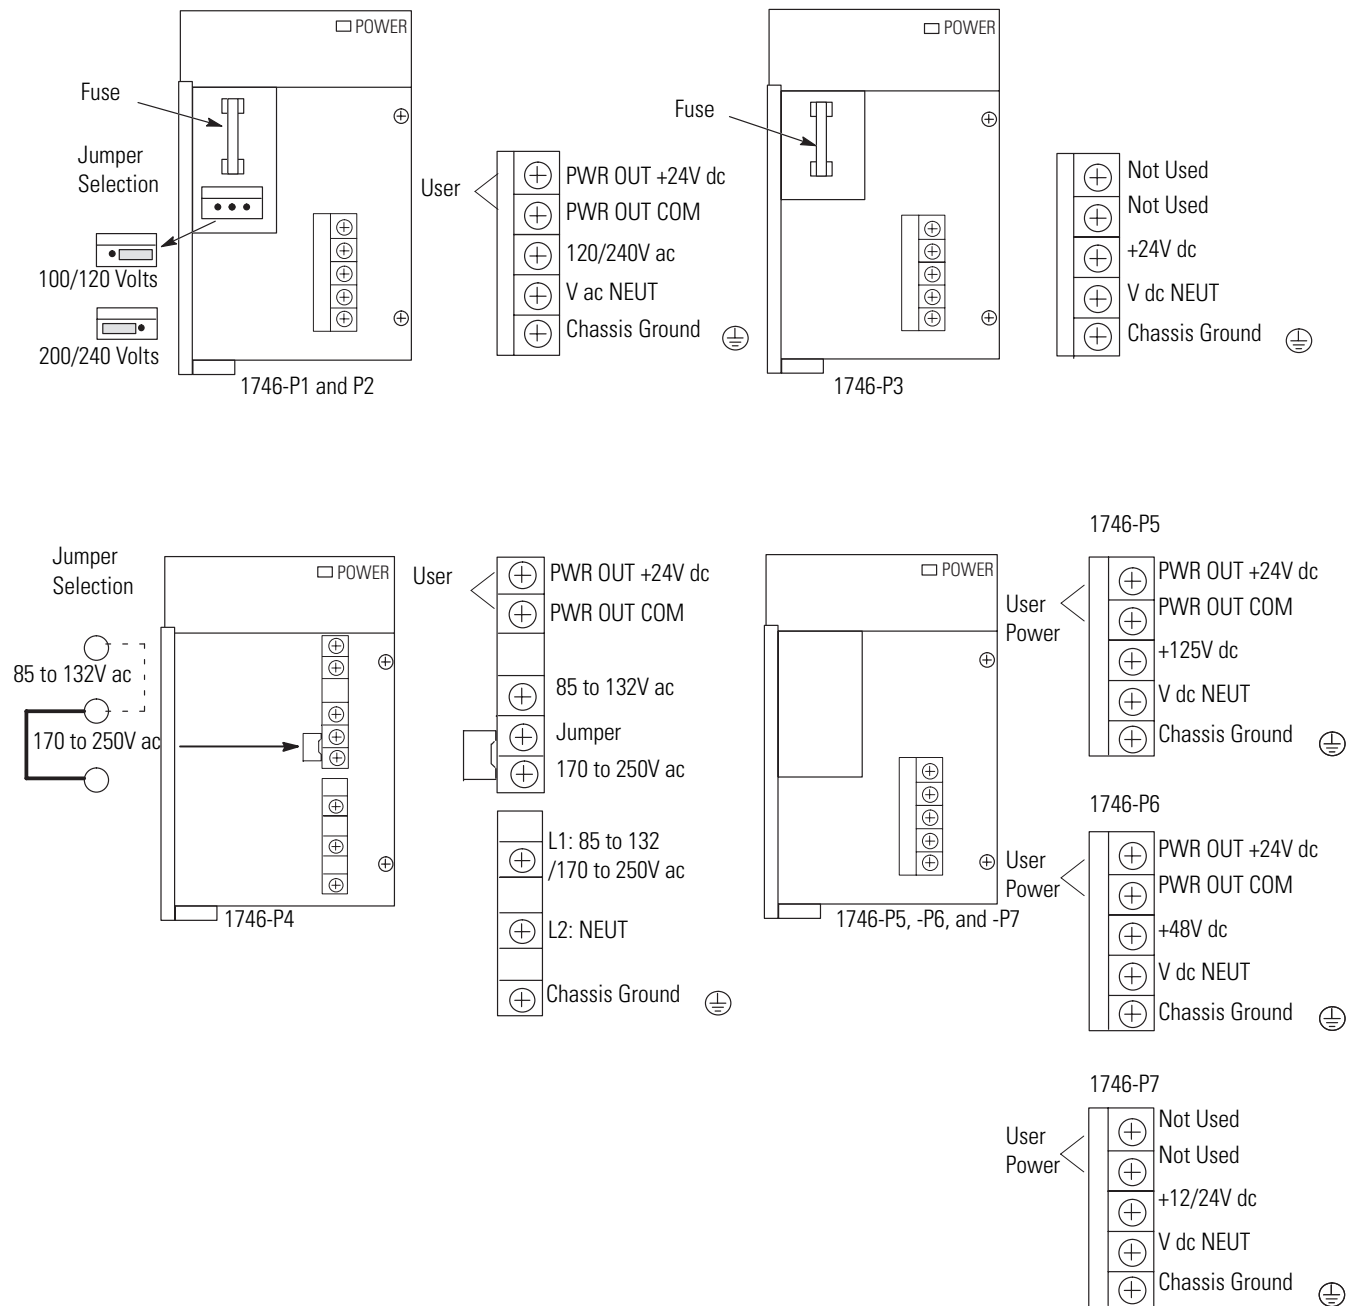 POWER
Fuse
Jumper
Selection
100/120 Volts
200/240 Volts
1746-P1 and P2
User
PWR OUT +24V dc
PWR OUT COM
120/240V ac
V ac NEUT
Chassis Ground
POWER
Fuse
1746-P3
Not Used
Not Used
+24V dc
V dc NEUT
Chassis Ground
Jumper
Selection
85 to 132V ac
170 to 250V ac
POWER
1746-P4
User
PWR OUT +24V dc
PWR OUT COM
85 to 132V ac
Jumper
170 to 250V ac
L1: 85 to 132
/170 to 250V ac
L2: NEUT
Chassis Ground
POWER
1746-P5, -P6, and -P7
1746-P5
User
Power
PWR OUT +24V dc
PWR OUT COM
+125V dc
V dc NEUT
Chassis Ground
1746-P6
User
Power
PWR OUT +24V dc
PWR OUT COM
+48V dc
V dc NEUT
Chassis Ground
1746-P7
User
Power
Not Used
Not Used
+12/24V dc
V dc NEUT
Chassis Ground